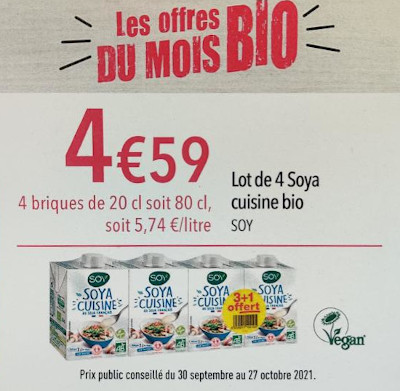 Les offres
DU MOIS BIO
4€59
4 briques de 20 cl soit 80 cl,
soit 5,74 €/litre
Lot de 4 Soya
cuisine bio
SOY
SOY SOY SOY SOY
SOYA SOYA SOYA SOYA
CUISINE CUISINE CUISINE CUISINE
3+1
offert
Vegan
Prix public conseillé du 30 septembre au 27 octobre 2021.